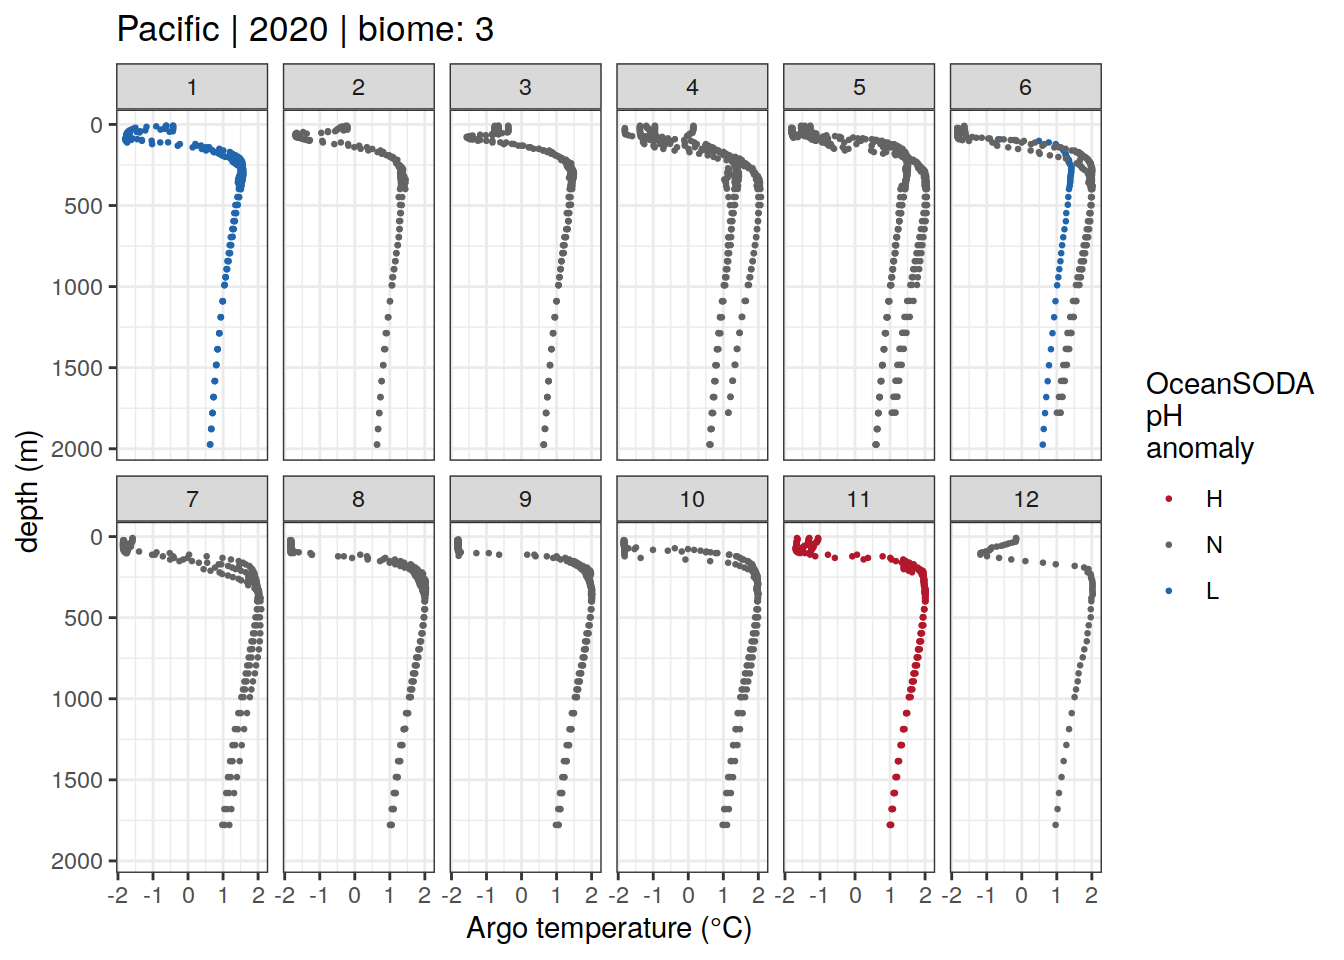 Pacific | 2020 | biome: 3
1 2 3 4 5 6
0
500
1000
1500
2000
7 8 9 10 11 12
0
500
1000
1500
2000
-2 -1 0 1 2 -2 -1 0 1 2 -2 -1 0 1 2 -2 -1 0 1 2 -2 -1 0 1 2 -2 -1 0 1 2
Argo temperature (°C)
depth (m)
OceanSODA
pH
anomaly
H
N
L